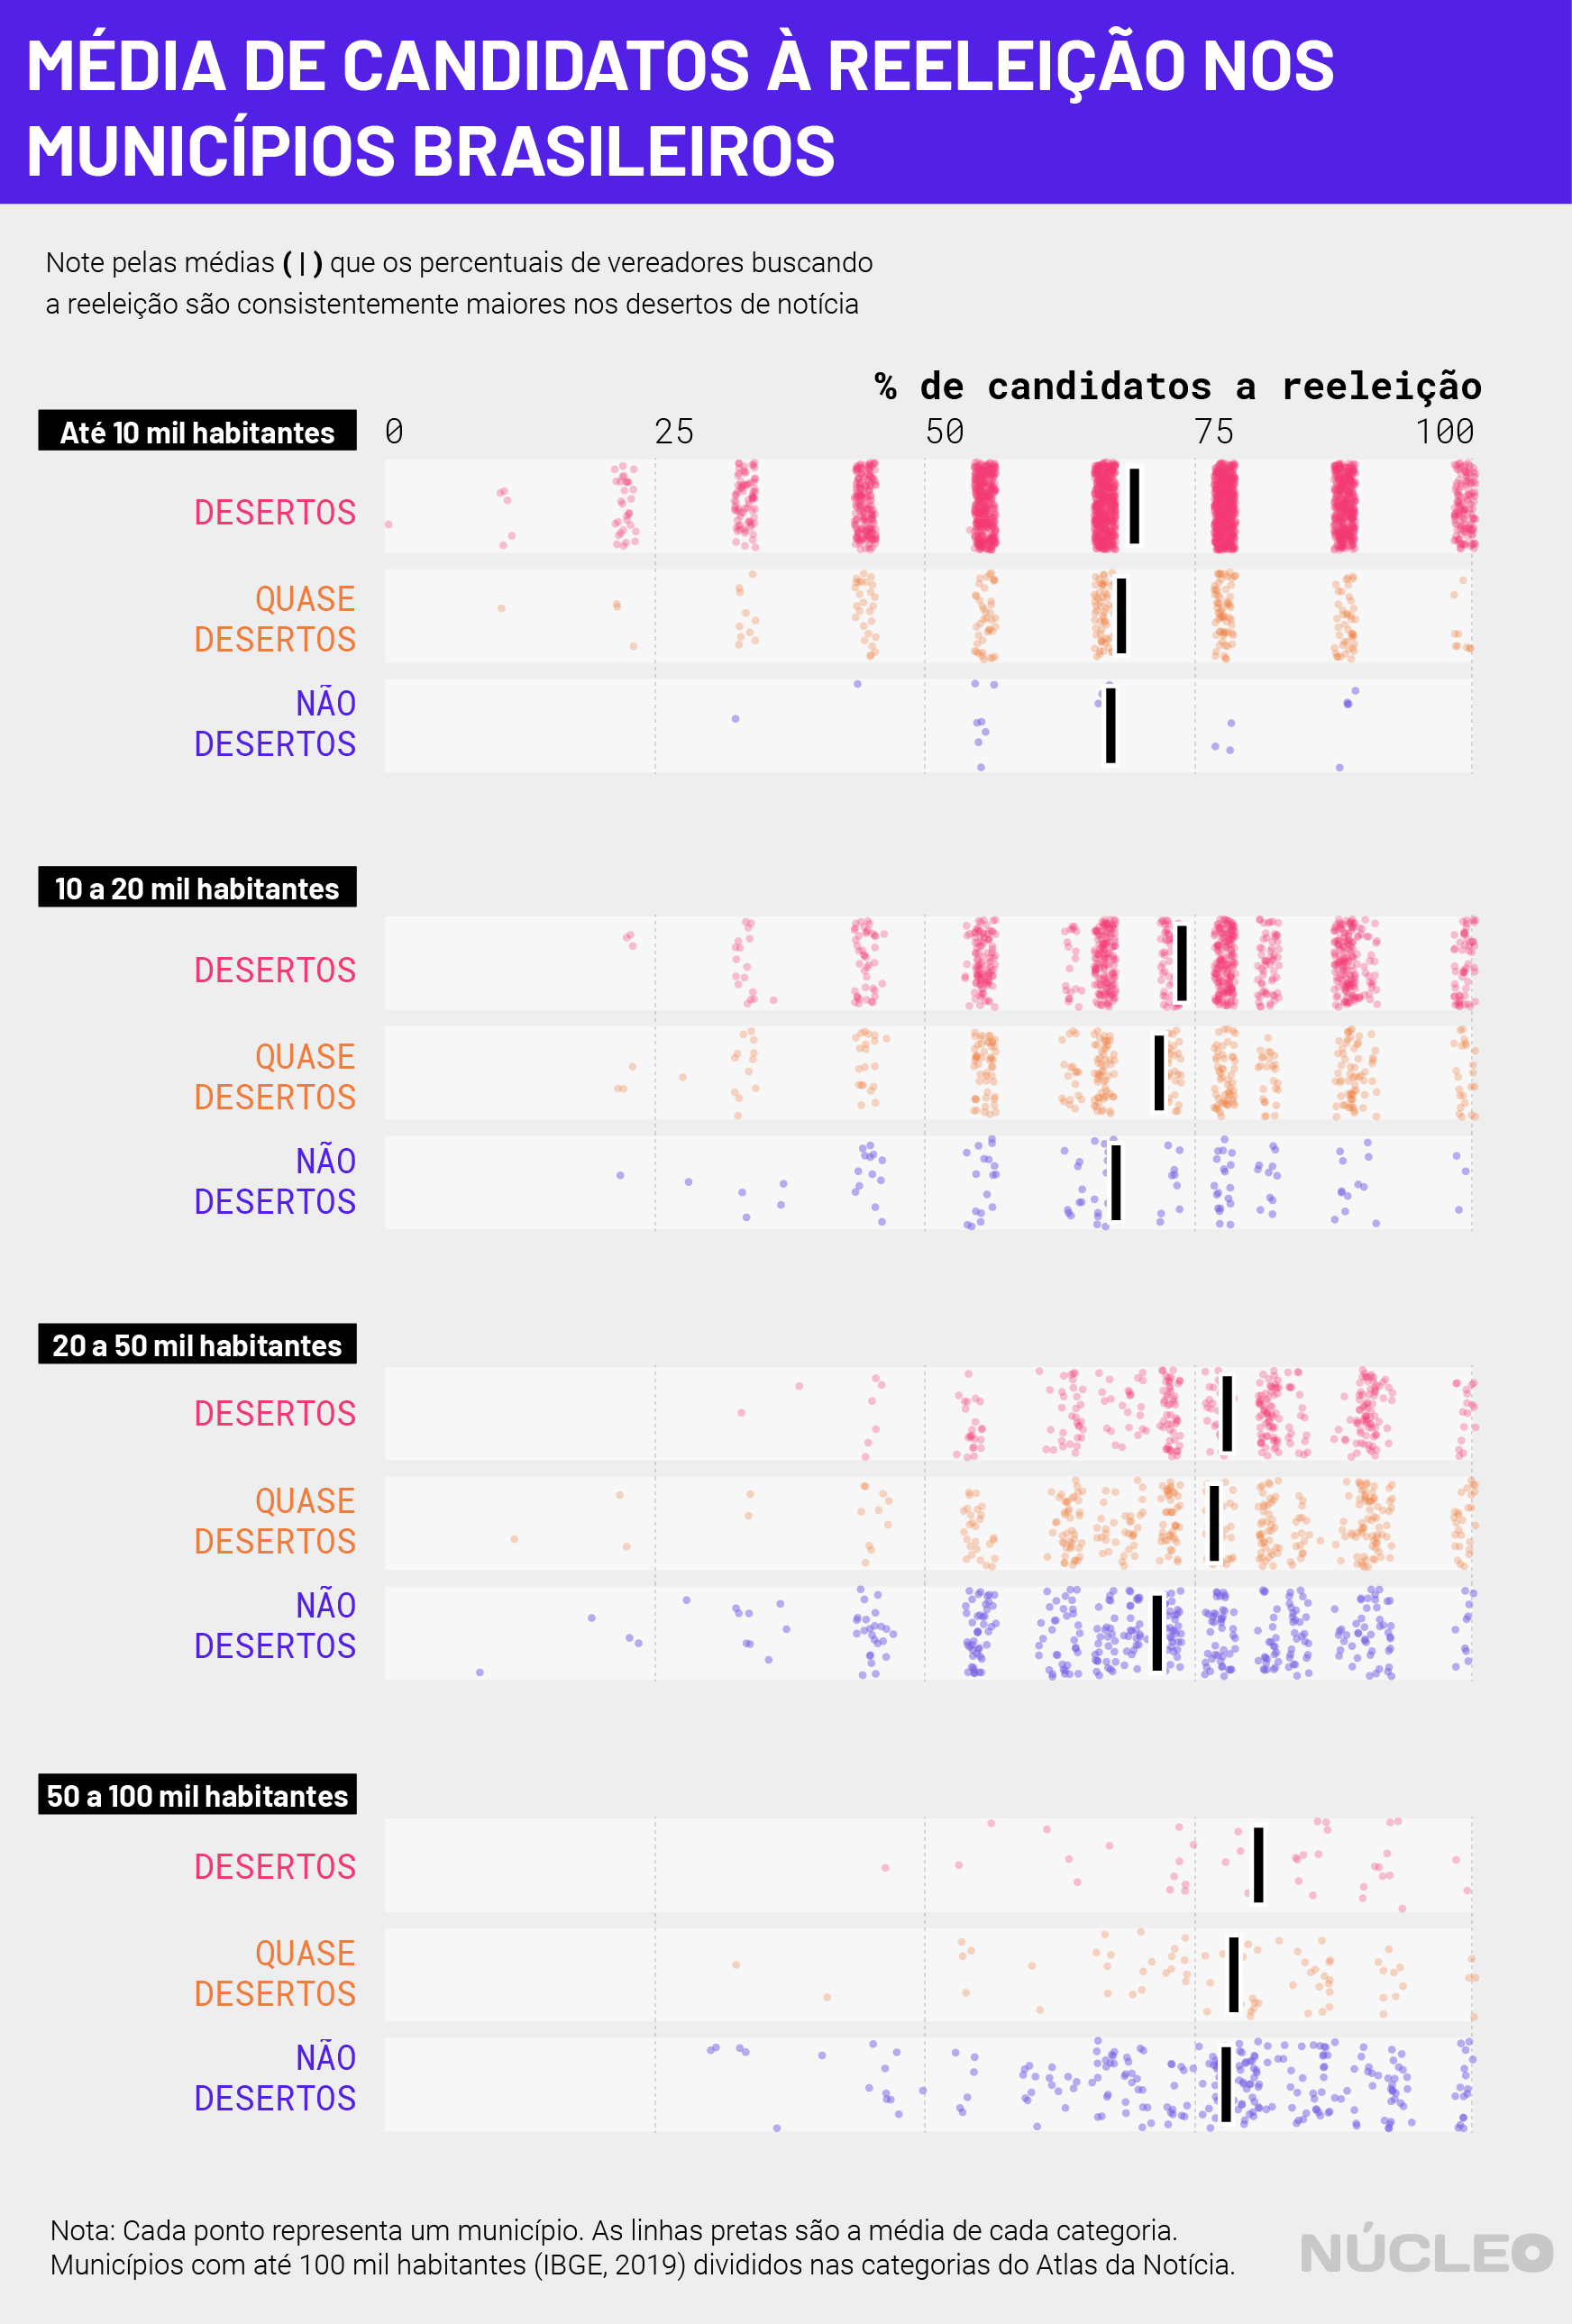 MÉDIA DE CANDIDATOS À REELEIÇÃO NOS
MUNICÍPIOS BRASILEIROS
Note pelas médias (|) que os percentuais de vereadores buscando
a reeleição são consistentemente maiores nos desertos de notícia
% de candidatos a reeleição
Até 10 mil habitantes
0 25 50 75 100
DESERTOS
QUASE
DESERTOS
NÃO
DESERTOS
10 a 20 mil habitantes
DESERTOS
QUASE
DESERTOS
NÃO
DESERTOS
20 a 50 mil habitantes
DESERTOS
QUASE
DESERTOS
NÃO
DESERTOS
50 a 100 mil habitantes
DESERTOS
QUASE
DESERTOS
NÃO
DESERTOS
Nota: Cada ponto representa um município. As linhas pretas são a média de cada categoria.
Municípios com até 100 mil habitantes (IBGE, 2019) divididos nas categorias do Atlas da Notícia.
NÚCLEO